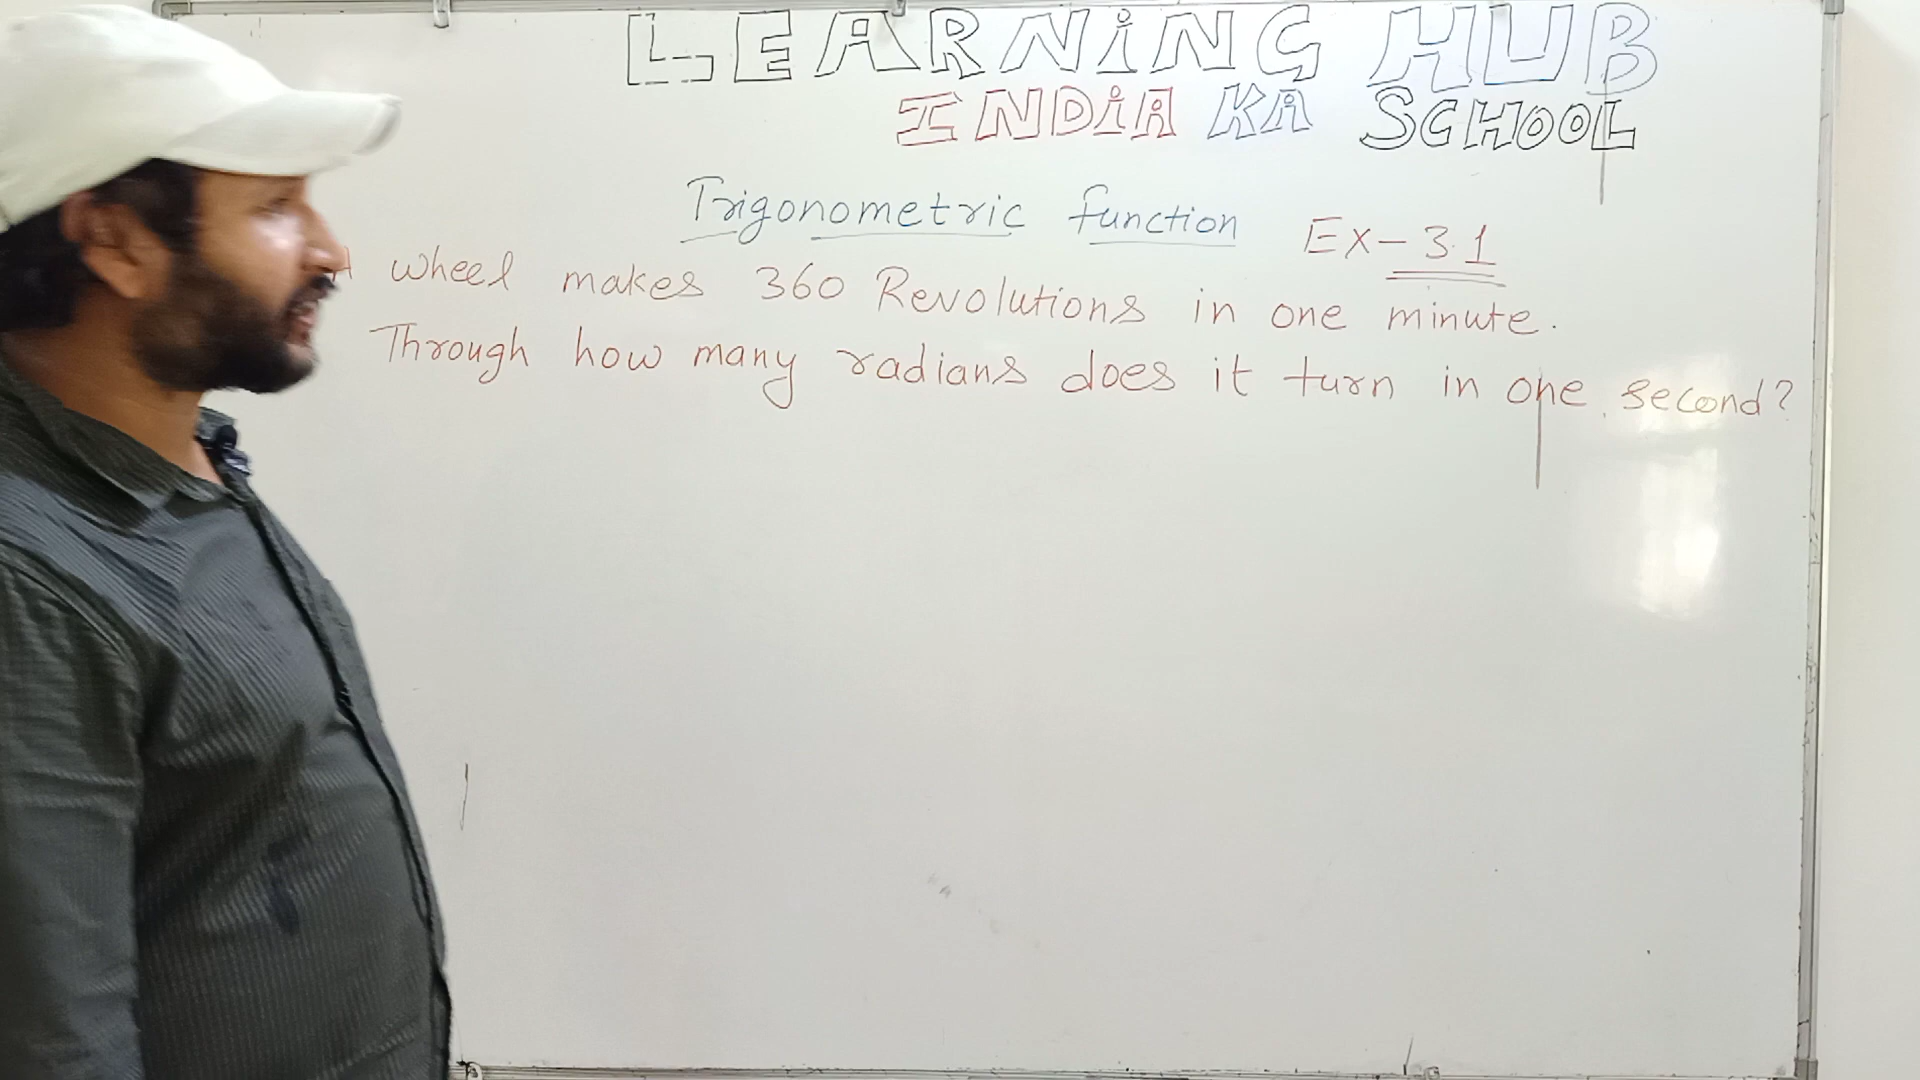 LEARNiNG HUB
INDiA KA SCHOOL
Trigonometric function Ex-3.1
A wheel makes 360 Revolutions in one minute.
Through how many radians does it turn in one second?